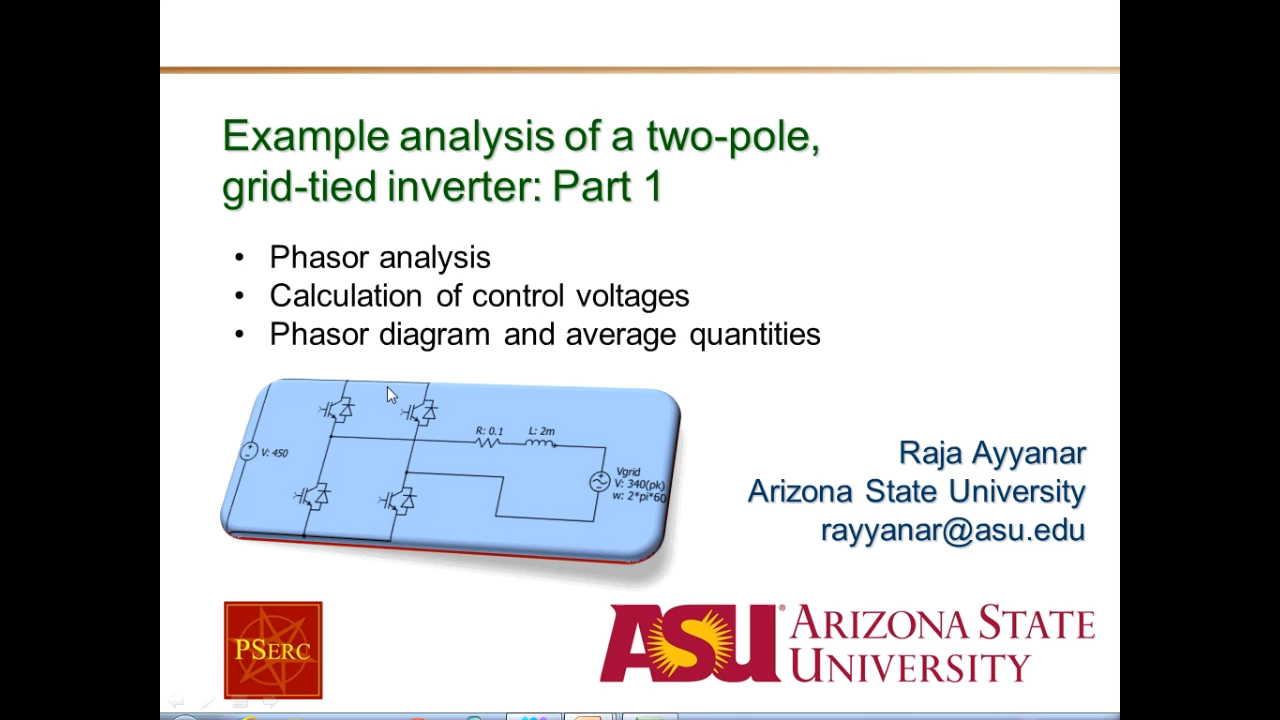 Example analysis of a two-pole,
grid-tied inverter: Part 1
• Phasor analysis
• Calculation of control voltages
• Phasor diagram and average quantities
V: 450
R: 0.1
L: 2m
Vgrid
V: 340(pk)
w: 2*pi*60
Raja Ayyanar
Arizona State University
rayyanar@asu.edu
PSERC
ASU® ARIZONA STATE
UNIVERSITY